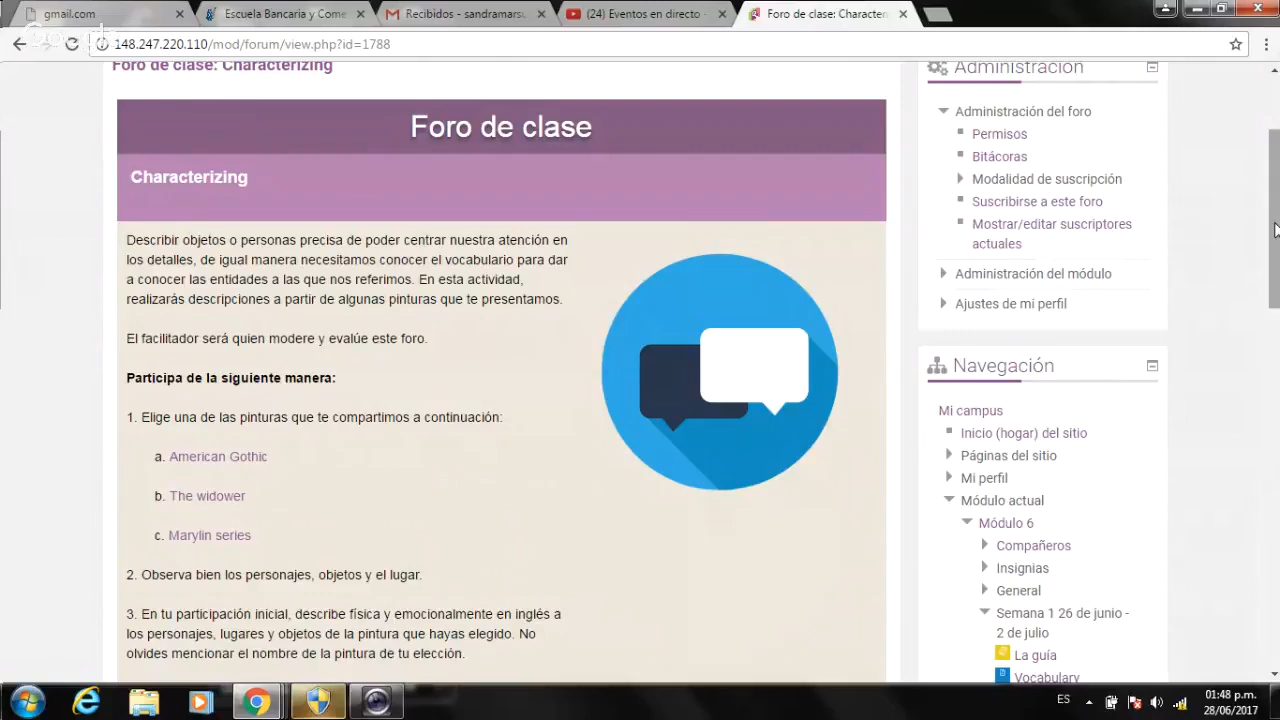 gmail.com
Escuela Bancaria y Come
Recibidos - sandramarsu
(24) Eventos en directo -
Foro de clase: Character
148.247.220.110/mod/forum/view.php?id=1788
Foro de clase: Characterizing
Foro de clase
Characterizing
Describir objetos o personas precisa de poder centrar nuestra atención en
los detalles, de igual manera necesitamos conocer el vocabulario para dar
a conocer las entidades a las que nos referimos. En esta actividad,
realizarás descripciones a partir de algunas pinturas que te presentamos.
El facilitador será quien modere y evalúe este foro.
Participa de la siguiente manera:
1. Elige una de las pinturas que te compartimos a continuación:
a. American Gothic
b. The widower
c. Marylin series
2. Observa bien los personajes, objetos y el lugar.
3. En tu participación inicial, describe física y emocionalmente en inglés a
los personajes, lugares y objetos de la pintura que hayas elegido. No
olvides mencionar el nombre de la pintura de tu elección.
Administración
Administración del foro
Permisos
Bitácoras
Modalidad de suscripción
Suscribirse a este foro
Mostrar/editar suscriptores
actuales
Administración del módulo
Ajustes de mi perfil
Navegación
Mi campus
Inicio (hogar) del sitio
Páginas del sitio
Mi perfil
Módulo actual
Módulo 6
Compañeros
Insignias
General
Semana 1 26 de junio -
2 de julio
La guía
Vocabulary
ES
01:48 p.m.
28/06/2017